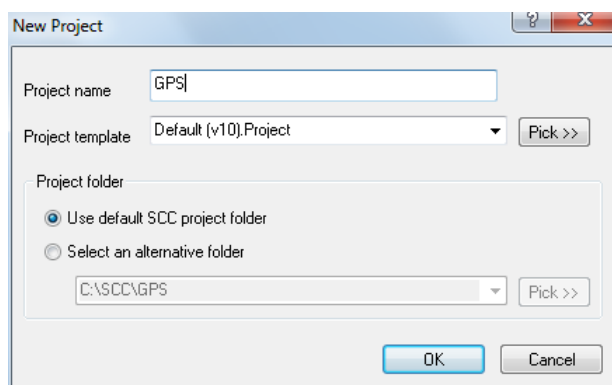 New Project
Project name GPS
Project template Default (v10).Project Pick >>
Project folder
Use default SCC project folder
Select an alternative folder
C:\SCC\GPS Pick >>
OK Cancel